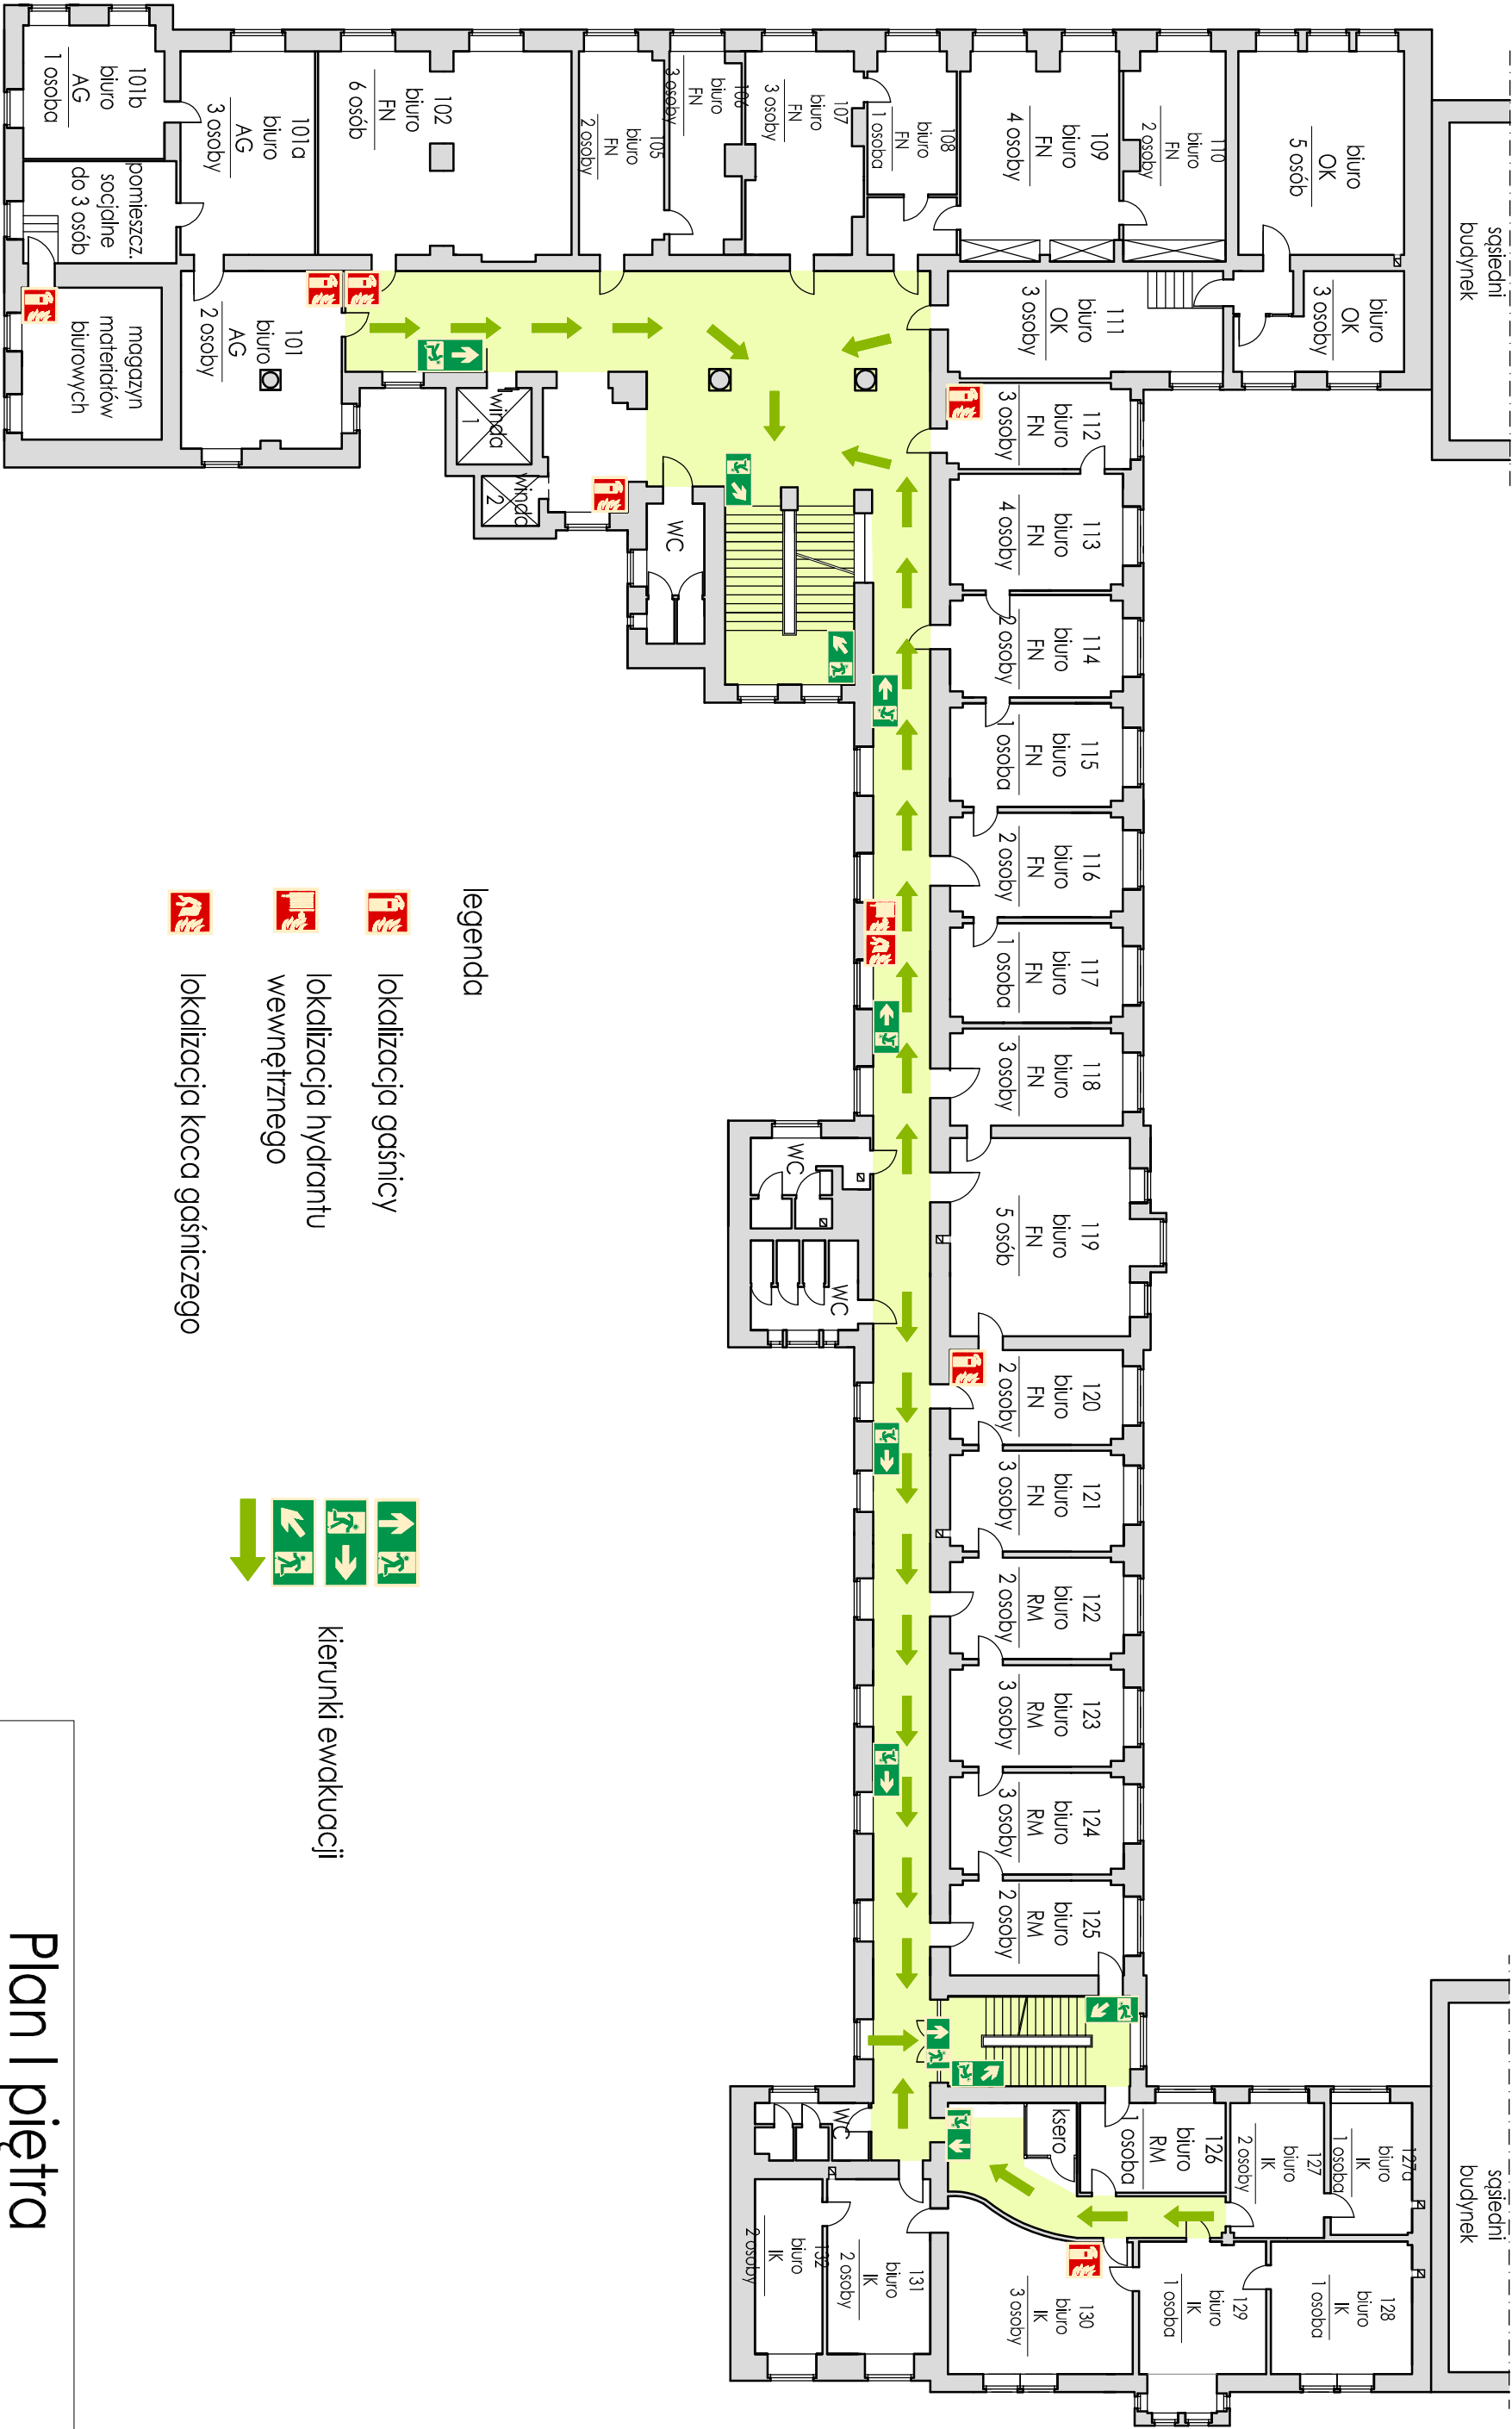 sąsiedni
budynek
biuro
OK
5 osób
biuro
OK
3 osoby
110
biuro
FN
2 osoby
109
biuro
FN
4 osoby
108
biuro
FN
1 osoba
107
biuro
FN
3 osoby
106
biuro
FN
3 osoby
105
biuro
FN
2 osoby
102
biuro
FN
6 osób
101a
biuro
AG
3 osoby
101b
biuro
AG
1 osoba
pomieszcz.
socjalne
do 3 osób
magazyn
materiałów
biurowych
101
biuro
AG
2 osoby
winda
1
winda
2
WC
111
biuro
OK
3 osoby
112
biuro
FN
3 osoby
113
biuro
FN
4 osoby
114
biuro
FN
2 osoby
115
biuro
FN
1 osoba
116
biuro
FN
2 osoby
117
biuro
FN
1 osoba
118
biuro
FN
3 osoby
119
biuro
FN
5 osób
WC
WC
120
biuro
FN
2 osoby
121
biuro
FN
3 osoby
122
biuro
RM
2 osoby
123
biuro
RM
3 osoby
124
biuro
RM
3 osoby
125
biuro
RM
2 osoby
sąsiedni
budynek
126
biuro
RM
1 osoba
127
biuro
IK
2 osoby
127a
biuro
IK
1 osoba
128
biuro
IK
1 osoba
129
biuro
IK
1 osoba
130
biuro
IK
3 osoby
131
biuro
IK
2 osoby
132
biuro
IK
2 osoby
ksero
WC
legenda
lokalizacja gaśnicy
lokalizacja hydrantu
wewnętrznego
lokalizacja koca gaśniczego
kierunki ewakuacji
Plan I piętra